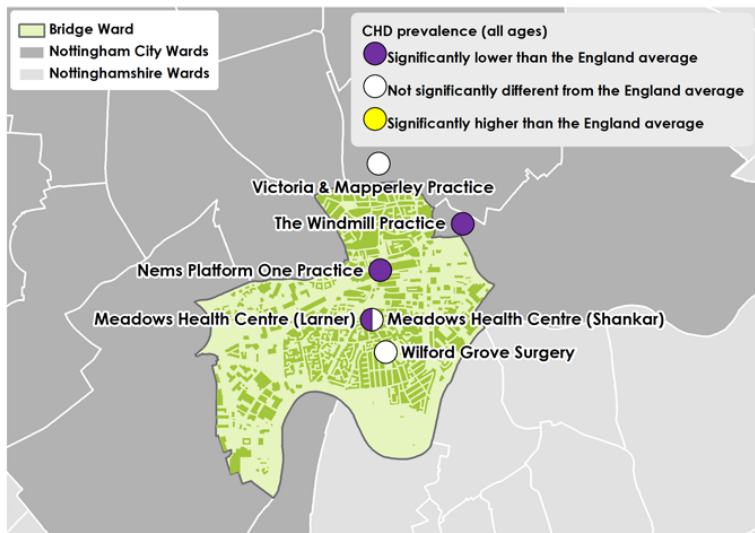 Bridge Ward
Nottingham City Wards
Nottinghamshire Wards
CHD prevalence (all ages)
Significantly lower than the England average
Not significantly different from the England average
Significantly higher than the England average
Victoria & Mapperley Practice
The Windmill Practice
Nems Platform One Practice
Meadows Health Centre (Larner) Meadows Health Centre (Shankar)
Wilford Grove Surgery